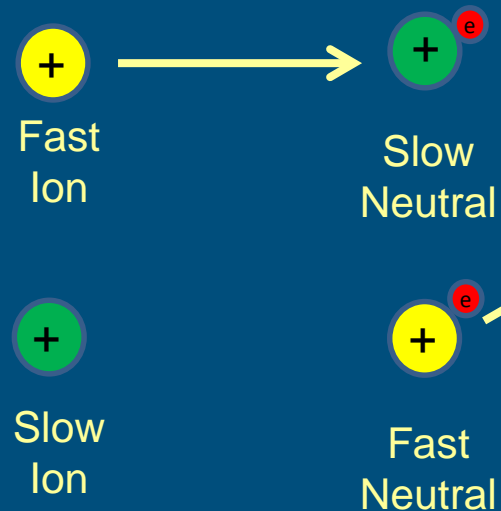 +
+
e
Fast
Ion
Slow
Neutral
+
+
e
Slow
Ion
Fast
Neutral